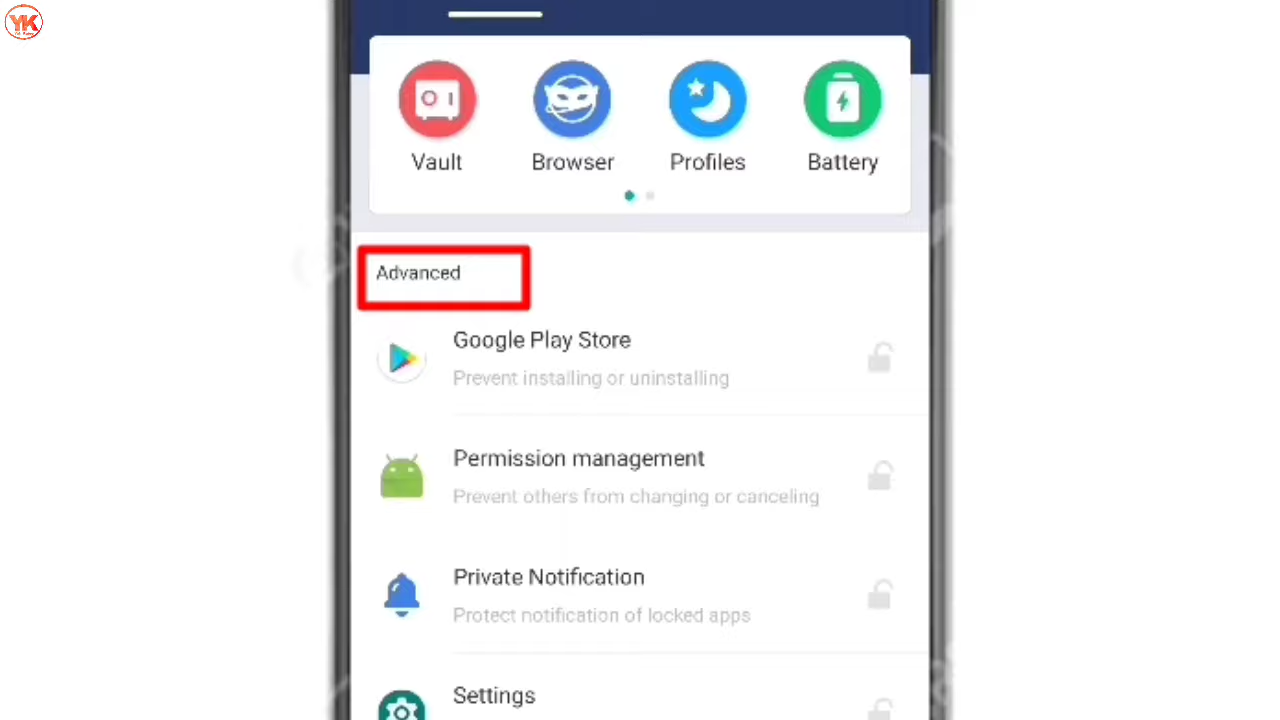 YK
Vault
Browser
Profiles
Battery
Advanced
Google Play Store
Prevent installing or uninstalling
Permission management
Prevent others from changing or canceling
Private Notification
Protect notification of locked apps
Settings